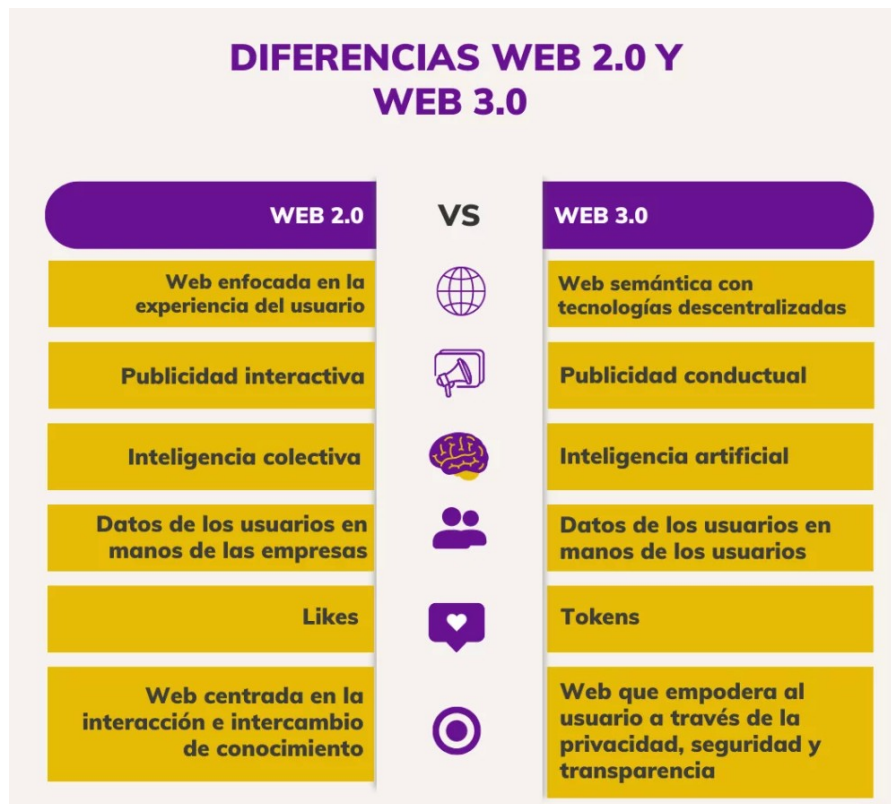 DIFERENCIAS WEB 2.0 Y
WEB 3.0
WEB 2.0
VS
WEB 3.0
Web enfocada en la
experiencia del usuario
Web semántica con
tecnologías descentralizadas
Publicidad interactiva
Publicidad conductual
Inteligencia colectiva
Inteligencia artificial
Datos de los usuarios en
manos de las empresas
Datos de los usuarios en
manos de los usuarios
Likes
Tokens
Web centrada en la
interacción e intercambio
de conocimiento
Web que empodera al
usuario a través de la
privacidad, seguridad y
transparencia